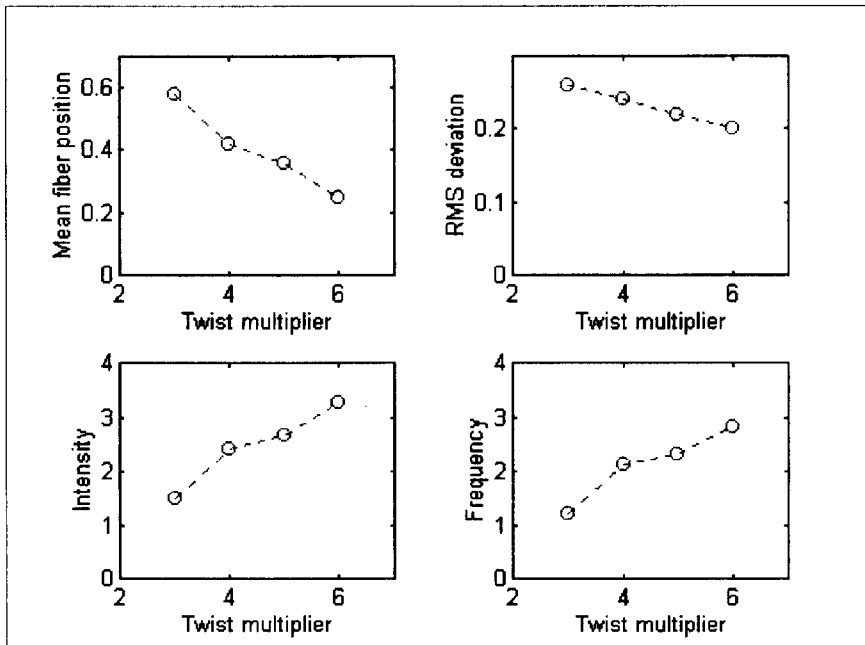 Mean fiber position
0.6
0.4
0.2
0
2 4 6
Twist multiplier
RMS deviation
0.2
0.1
0
2 4 6
Twist multiplier
Intensity
4
3
2
1
0
2 4 6
Twist multiplier
Frequency
4
3
2
1
0
2 4 6
Twist multiplier